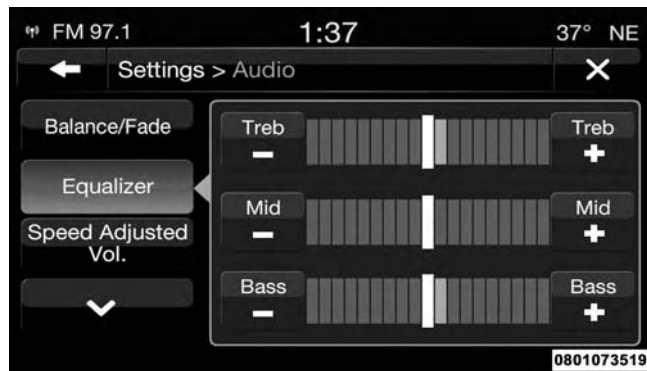 FM 97.1 1:37 37° NE
Settings > Audio
Balance/Fade
Equalizer
Speed Adjusted
Vol.
Treb Treb
Mid Mid
Bass Bass
0801073519